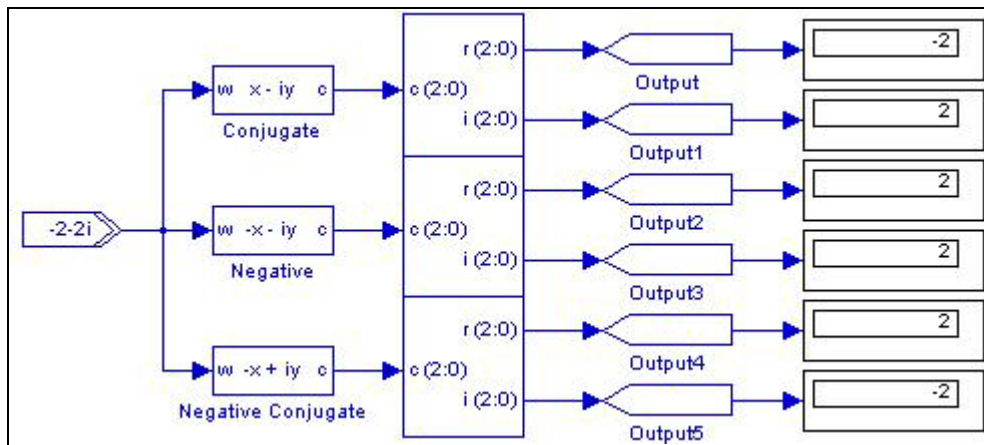 r (2:0)
-2
Output
w x - iy c
c (2:0)
Conjugate
i (2:0)
2
Output1
r (2:0)
2
Output2
-2-2i
w -x - iy c
c (2:0)
Negative
i (2:0)
2
Output3
r (2:0)
2
Output4
w -x + iy c
c (2:0)
Negative Conjugate
i (2:0)
-2
Output5